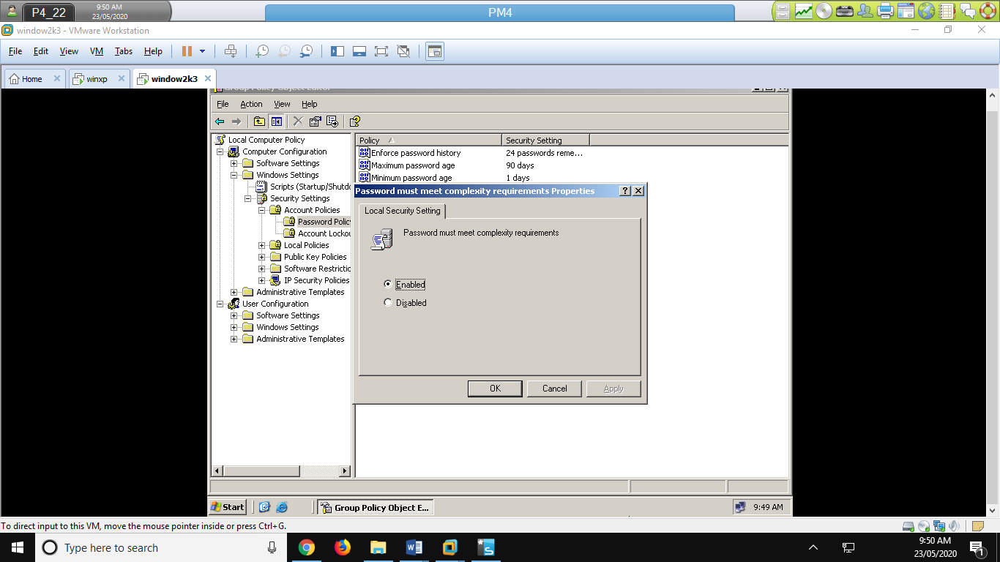 P4_22
9:50 AM
23/05/2020
PM4
window2k3 - VMware Workstation
File Edit View VM Tabs Help
Home
winxp
window2k3
Group Policy Object Editor
File Action View Help
Local Computer Policy
Computer Configuration
Software Settings
Windows Settings
Scripts (Startup/Shutdo
Security Settings
Account Policies
Password Polic
Account Lockou
Local Policies
Public Key Policies
Software Restrictio
IP Security Policies
Administrative Templates
User Configuration
Software Settings
Windows Settings
Administrative Templates
Policy Security Setting
Enforce password history 24 passwords reme...
Maximum password age 90 days
Minimum password age 1 days
Password must meet complexity requirements Properties
Local Security Setting
Password must meet complexity requirements
Enabled
Disabled
OK Cancel Apply
Start
Group Policy Object E...
9:49 AM
To direct input to this VM, move the mouse pointer inside or press Ctrl+G.
Type here to search
9:50 AM
23/05/2020
1